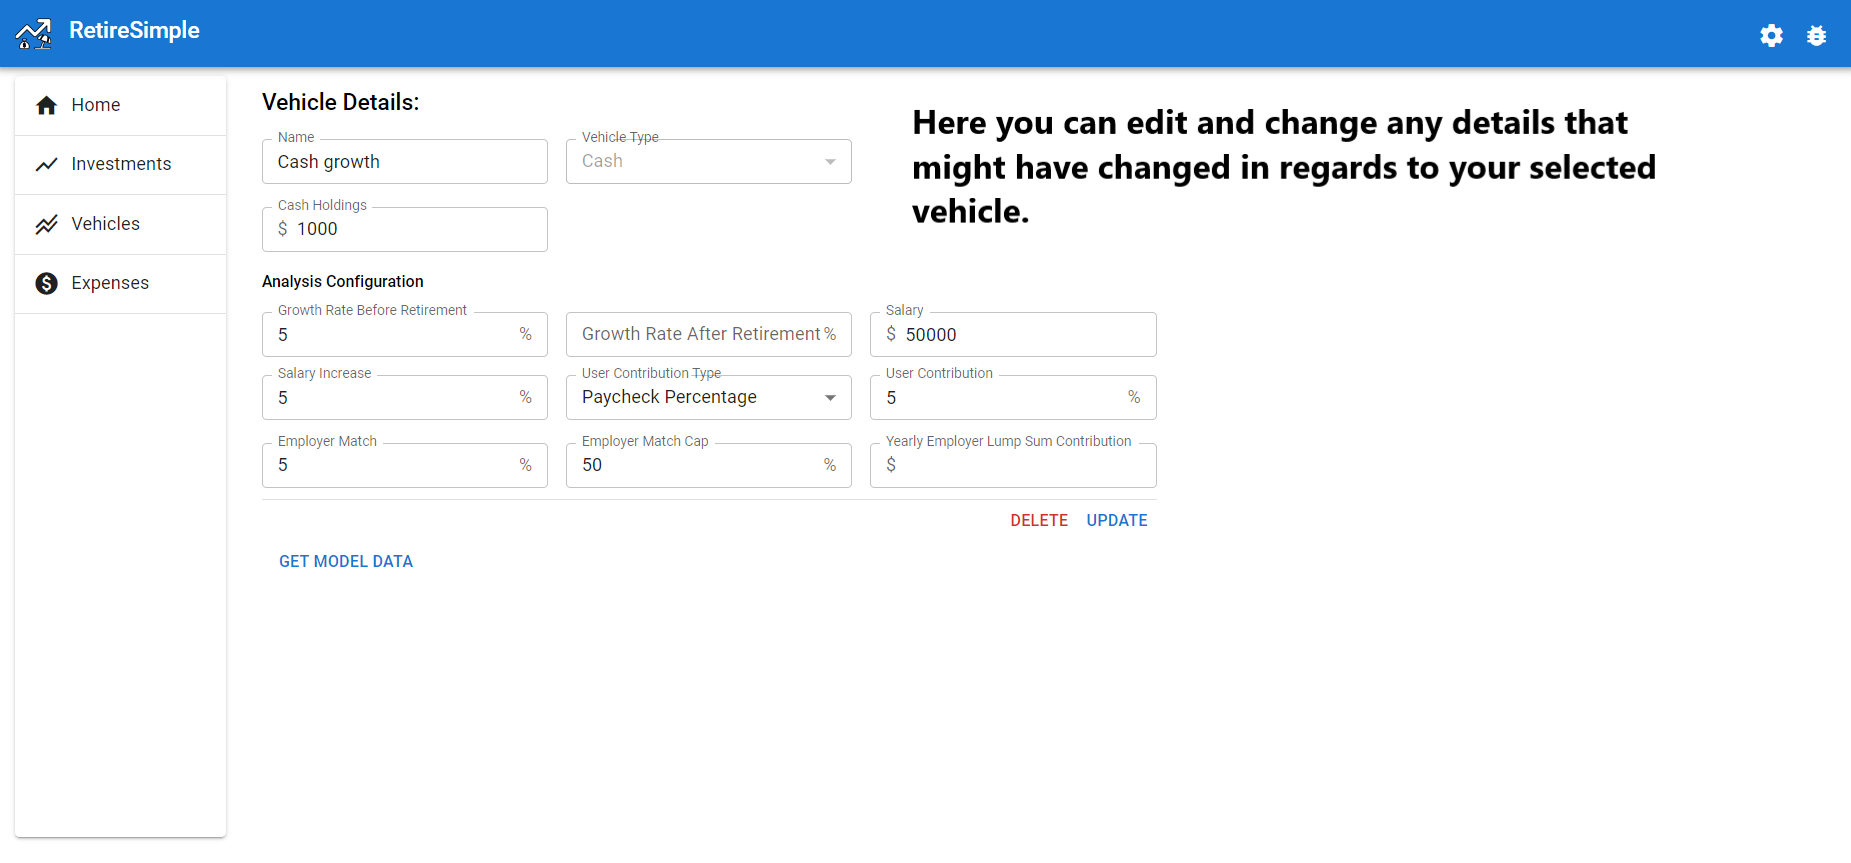 RetireSimple
Home
Investments
Vehicles
Expenses
Vehicle Details:
Name
Cash growth
Vehicle Type
Cash
Cash Holdings
$ 1000
Here you can edit and change any details that
might have changed in regards to your selected
vehicle.
Analysis Configuration
Growth Rate Before Retirement
5 %
Growth Rate After Retirement %
Salary
$ 50000
Salary Increase
5 %
User Contribution Type
Paycheck Percentage
User Contribution
5 %
Employer Match
5 %
Employer Match Cap
50 %
Yearly Employer Lump Sum Contribution
$
DELETE UPDATE
GET MODEL DATA